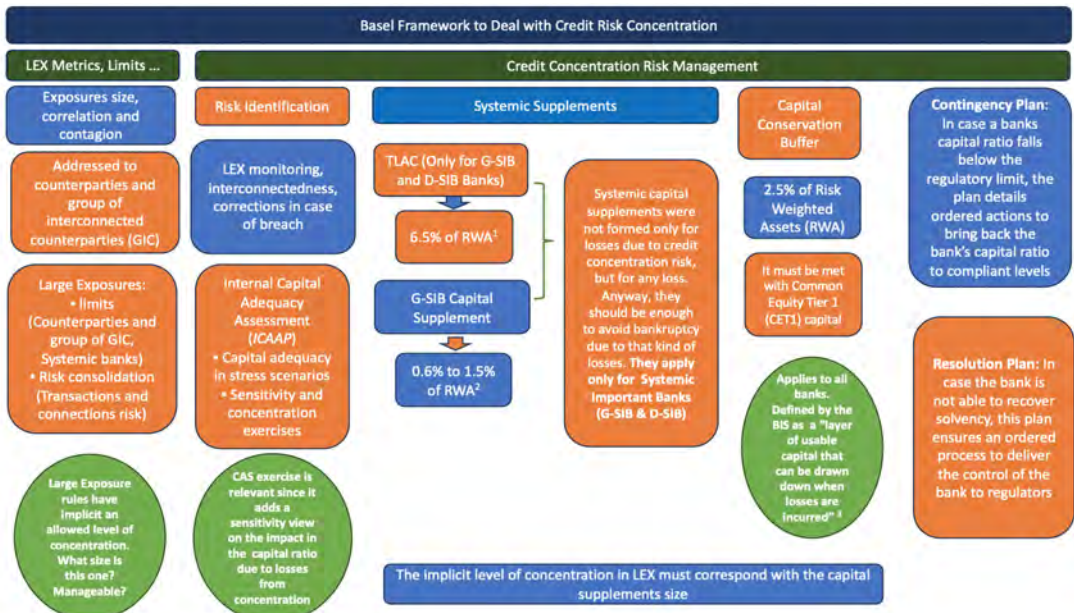 Basel Framework to Deal with Credit Risk Concentration
LEX Metrics, Limits ...
Credit Concentration Risk Management
Exposures size,
correlation and
contagion
Addressed to
counterparties and
group of
interconnected
counterparties (GIC)
Large Exposures:
• limits
(Counterparties and
group of GIC,
Systemic banks)
• Risk consolidation
(Transactions and
connections risk)
Large Exposure
rules have
implicit an
allowed level of
concentration.
What size is
this one?
Manageable?
Risk Identification
LEX monitoring,
interconnectedness,
corrections in case
of breach
Internal Capital
Adequacy
Assessment
(ICAAP)
• Capital adequacy
in stress scenarios
• Sensitivity and
concentration
exercises
CAS exercise is
relevant since it
adds a
sensitivity view
on the impact in
the capital ratio
due to losses
from
concentration
Systemic Supplements
TLAC (Only for G-SIB
and D-SIB Banks)
6.5% of RWA¹
G-SIB Capital
Supplement
0.6% to 1.5%
of RWA²
Systemic capital
supplements were
not formed only for
losses due to credit
concentration risk,
but for any loss.
Anyway, they
should be enough
to avoid bankruptcy
due to that kind of
losses. They apply
only for Systemic
Important Banks
(G-SIB & D-SIB)
Capital
Conservation
Buffer
2.5% of Risk
Weighted
Assets (RWA)
It must be met
with Common
Equity Tier 1
(CET1) capital
Applies to all
banks.
Defined by the
BIS as a "layer
of usable
capital that
can be drawn
down when
losses are
incurred" ³
Contingency Plan:
In case a banks
capital ratio falls
below the
regulatory limit, the
plan details
ordered actions to
bring back the
bank's capital ratio
to compliant levels
Resolution Plan: In
case the bank is
not able to recover
solvency, this plan
ensures an ordered
process to deliver
the control of the
bank to regulators
The implicit level of concentration in LEX must correspond with the capital
supplements size